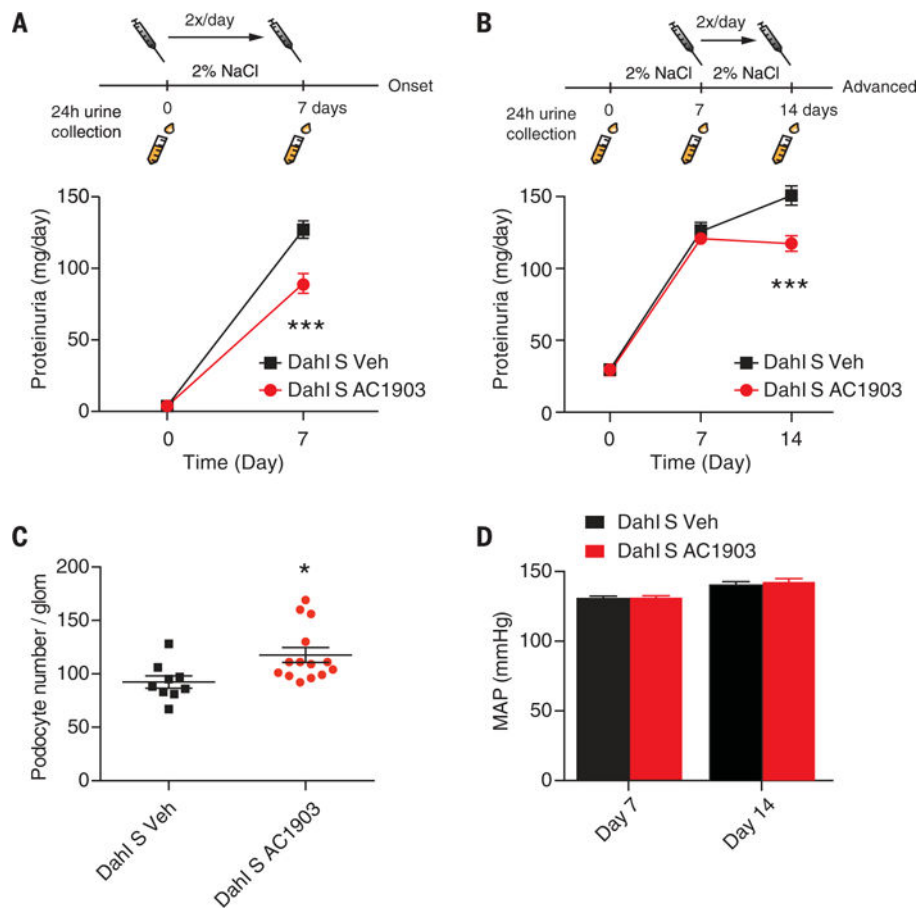 A
2x/day
2% NaCl
Onset
0
7 days
24h urine
collection
150
100
50
0
Proteinuria (mg/day)
***
Dahl S Veh
Dahl S AC1903
0
7
Time (Day)
B
2x/day
2% NaCl
2% NaCl
Advanced
24h urine
collection
0
7
14 days
150
100
50
0
Proteinuria (mg/day)
***
Dahl S Veh
Dahl S AC1903
0
7
14
Time (Day)
C
200
150
100
50
0
Podocyte number / glom
*
Dahl S Veh
Dahl S AC1903
D
Dahl S Veh
Dahl S AC1903
150
100
50
0
MAP (mmHg)
Day 7
Day 14